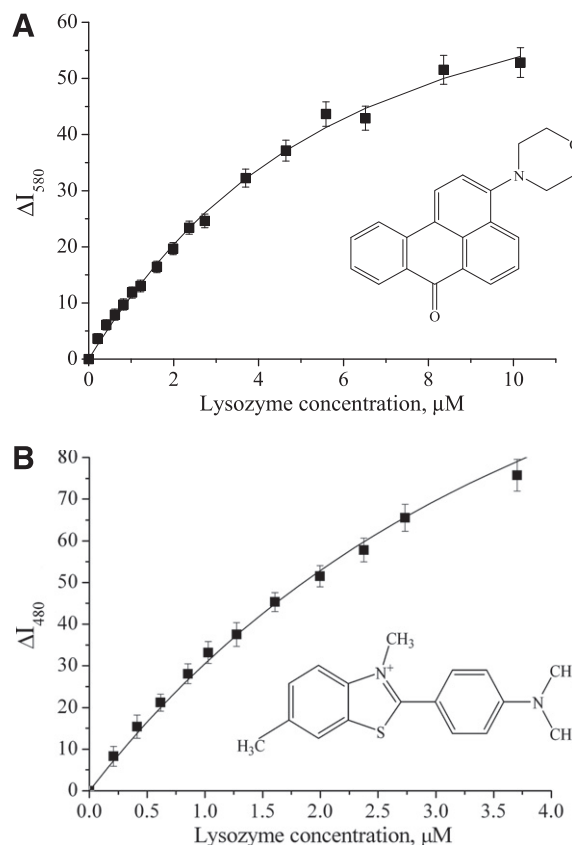 A
60
50
40
30
20
10
0
ΔI580
0 2 4 6 8 10
Lysozyme concentration, μM
N
O
B
80
70
60
50
40
30
20
10
0
ΔI480
0.0 0.5 1.0 1.5 2.0 2.5 3.0 3.5 4.0
Lysozyme concentration, μM
CH3
N+
S
H3C
N
CH
CH